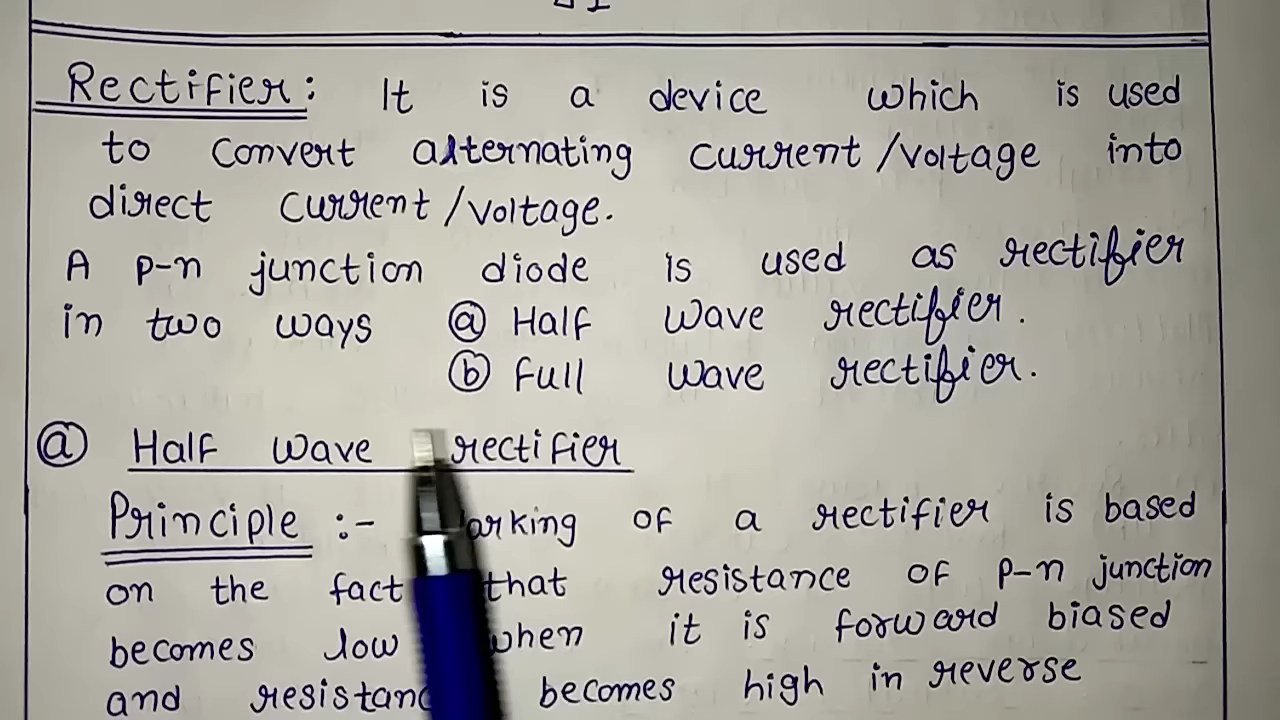 Rectifier: It is a device which is used
to convert alternating current/voltage into
direct current/voltage.
A p-n junction diode is used as rectifier
in two ways ⓐ Half wave rectifier.
ⓑ Full wave rectifier.
ⓐ Half wave rectifier
Principle :- of a rectifier is based
on the fact that resistance of p-n junction
becomes low when it is forward biased
and becomes high in reverse